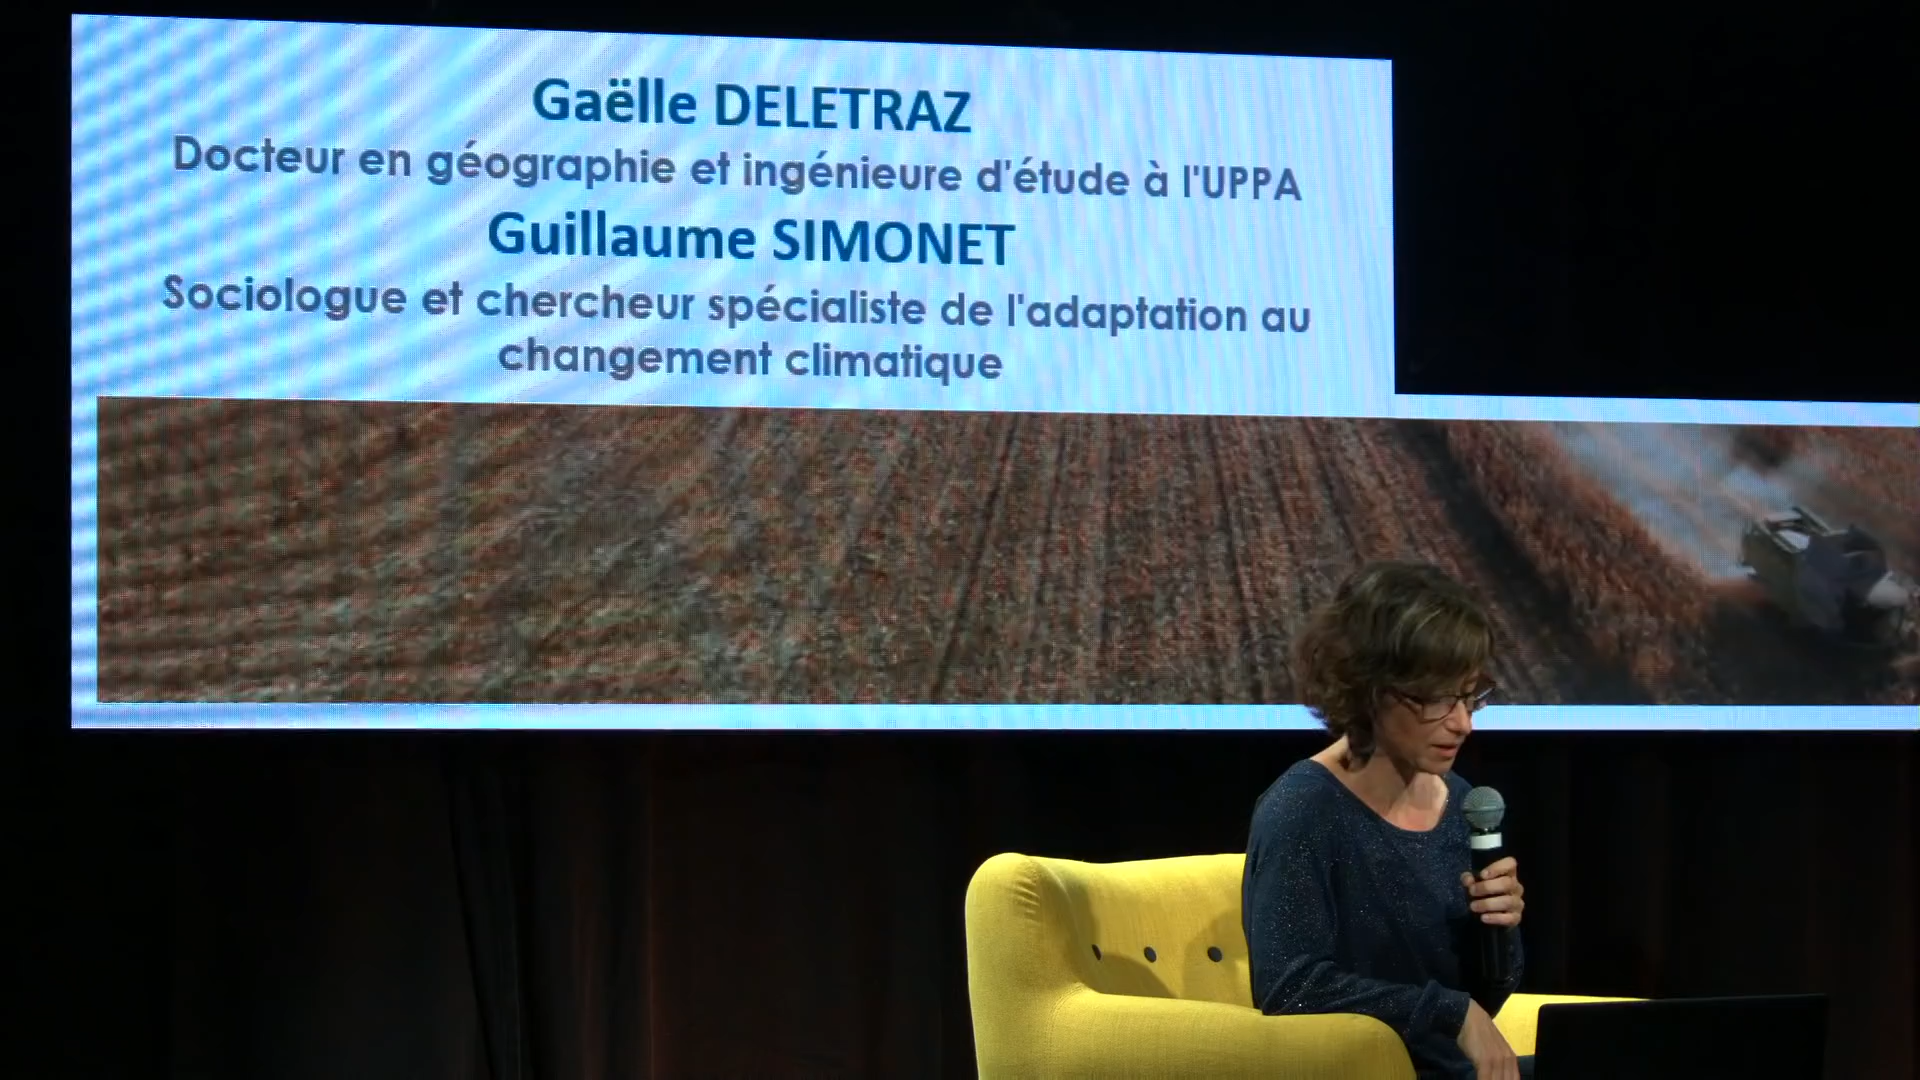 Gaëlle DELETRAZ
Docteur en géographie et ingénieure d'étude à l'UPPA
Guillaume SIMONET
Sociologue et chercheur spécialiste de l'adaptation au
changement climatique